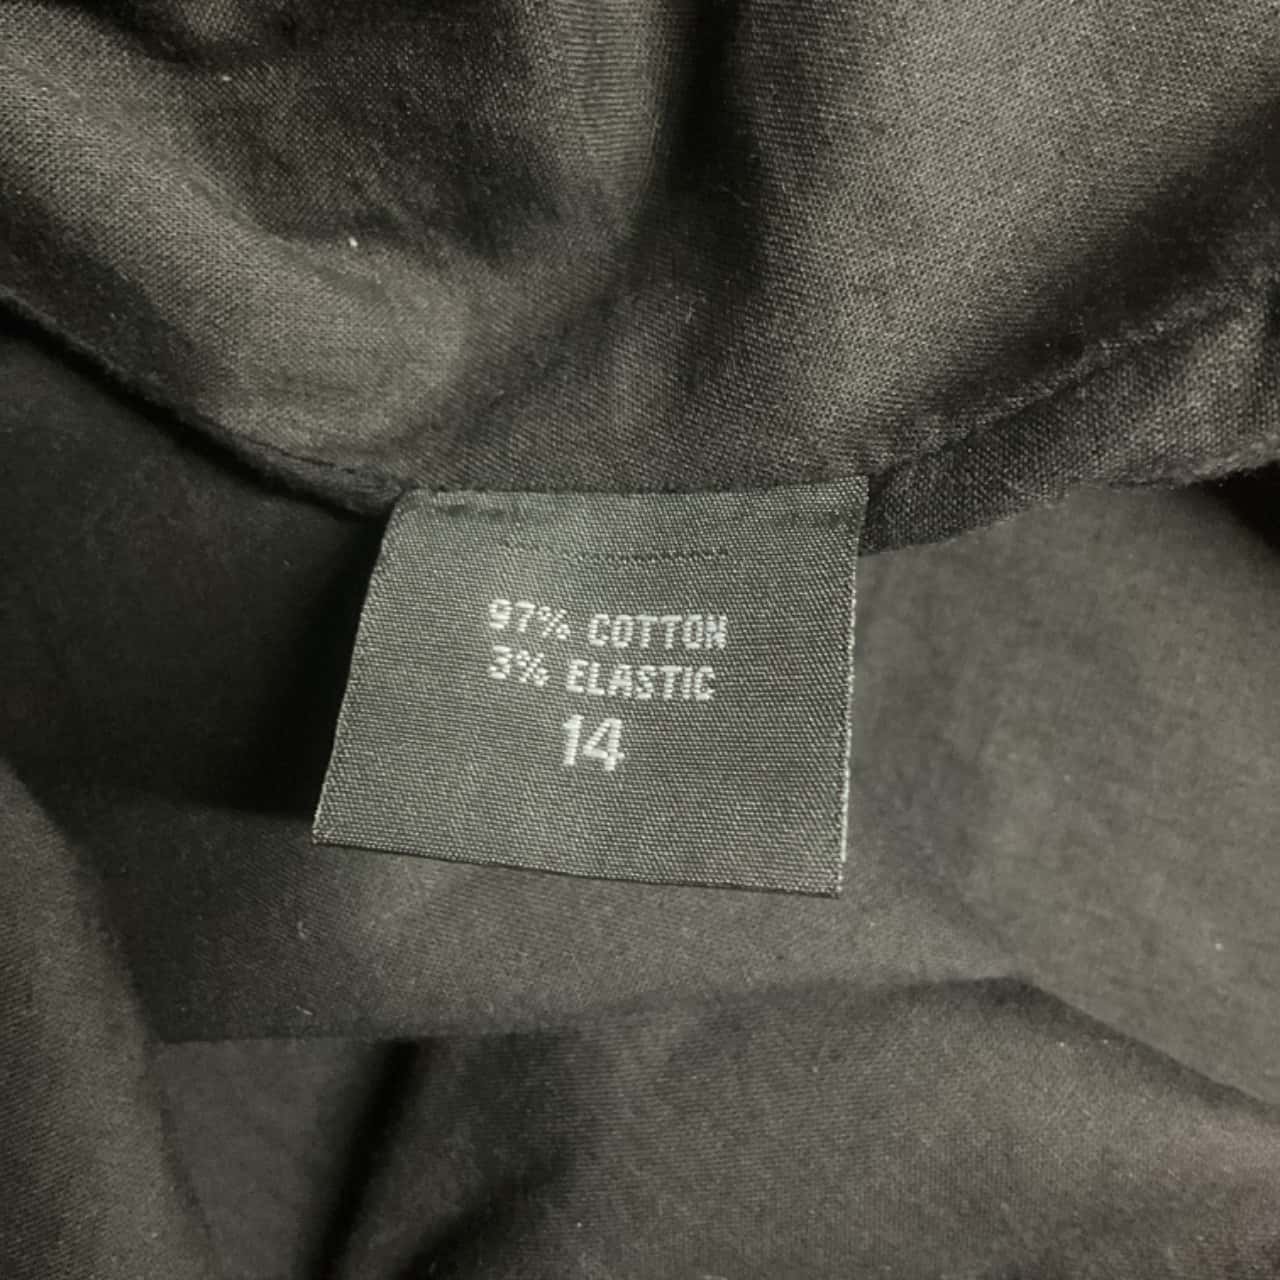 97% COTTON
3% ELASTIC
14